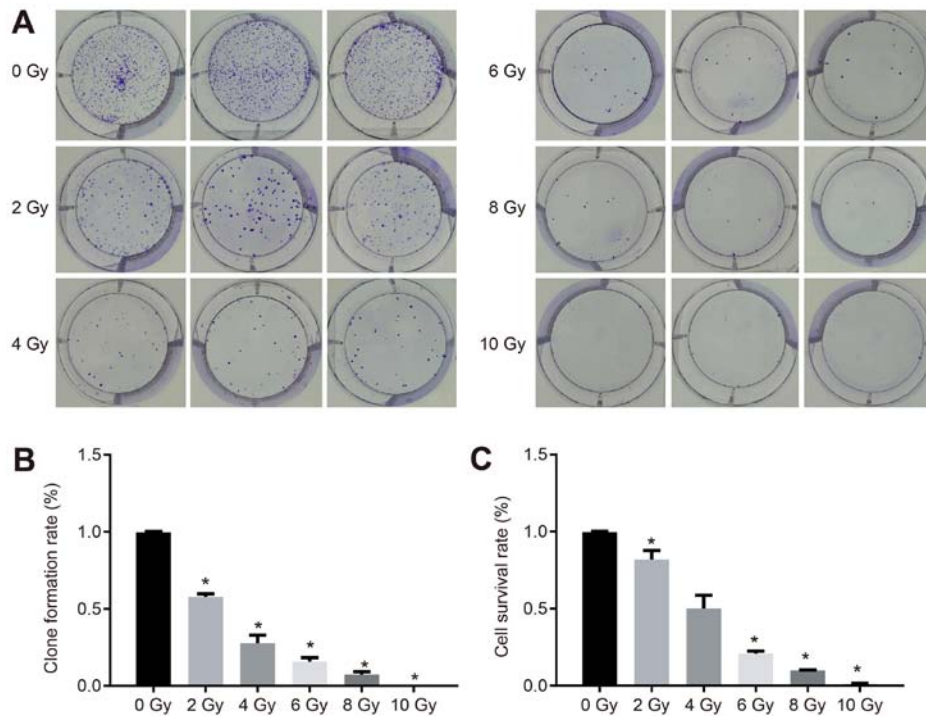 A
0 Gy
2 Gy
4 Gy
6 Gy
8 Gy
10 Gy
B
Clone formation rate (%)
1.5
1.0
0.5
0.0
* * * * *
0 Gy 2 Gy 4 Gy 6 Gy 8 Gy 10 Gy
C
Cell survival rate (%)
1.5
1.0
0.5
0.0
* * * *
0 Gy 2 Gy 4 Gy 6 Gy 8 Gy 10 Gy